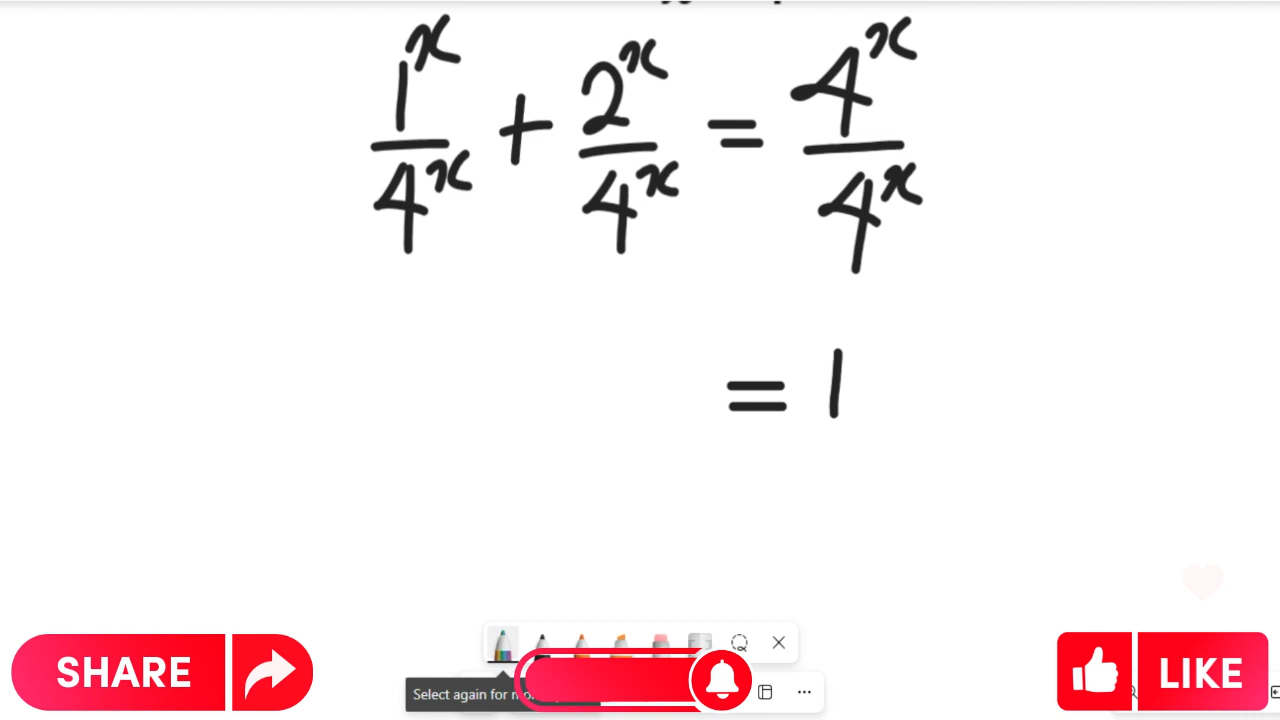 1^x/4^x + 2^x/4^x = 4^x/4^x
= 1
SHARE
LIKE
Select again for